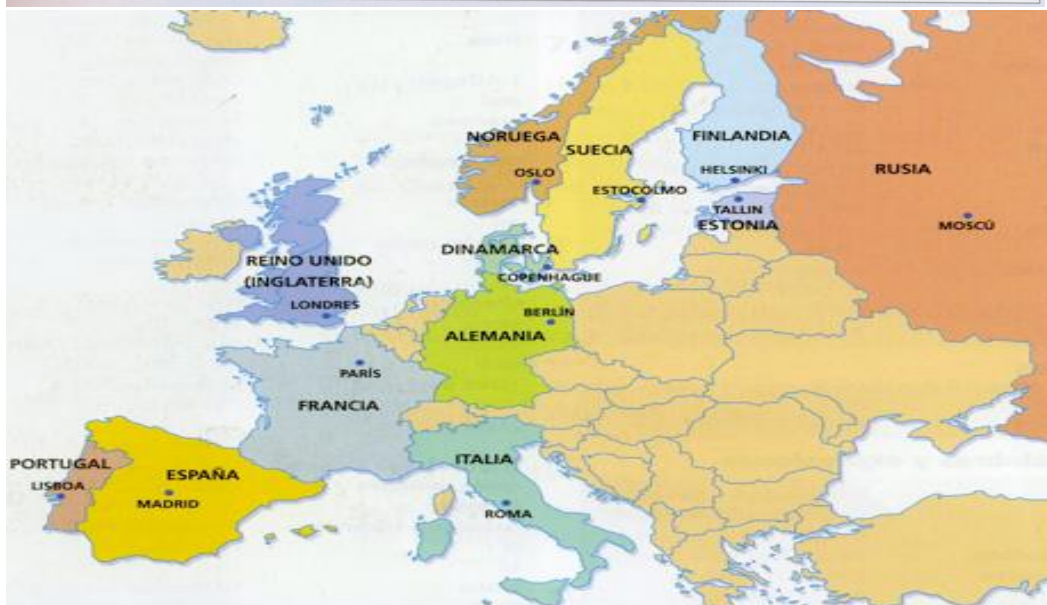 NORUEGA
OSLO
SUECIA
ESTOCOLMO
FINLANDIA
HELSINKI
TALLIN
ESTONIA
RUSIA
MOSCÚ
DINAMARCA
COPENHAGUE
REINO UNIDO
(INGLATERRA)
LONDRES
BERLÍN
ALEMANIA
PARÍS
FRANCIA
ITALIA
ROMA
PORTUGAL
LISBOA
ESPAÑA
MADRID